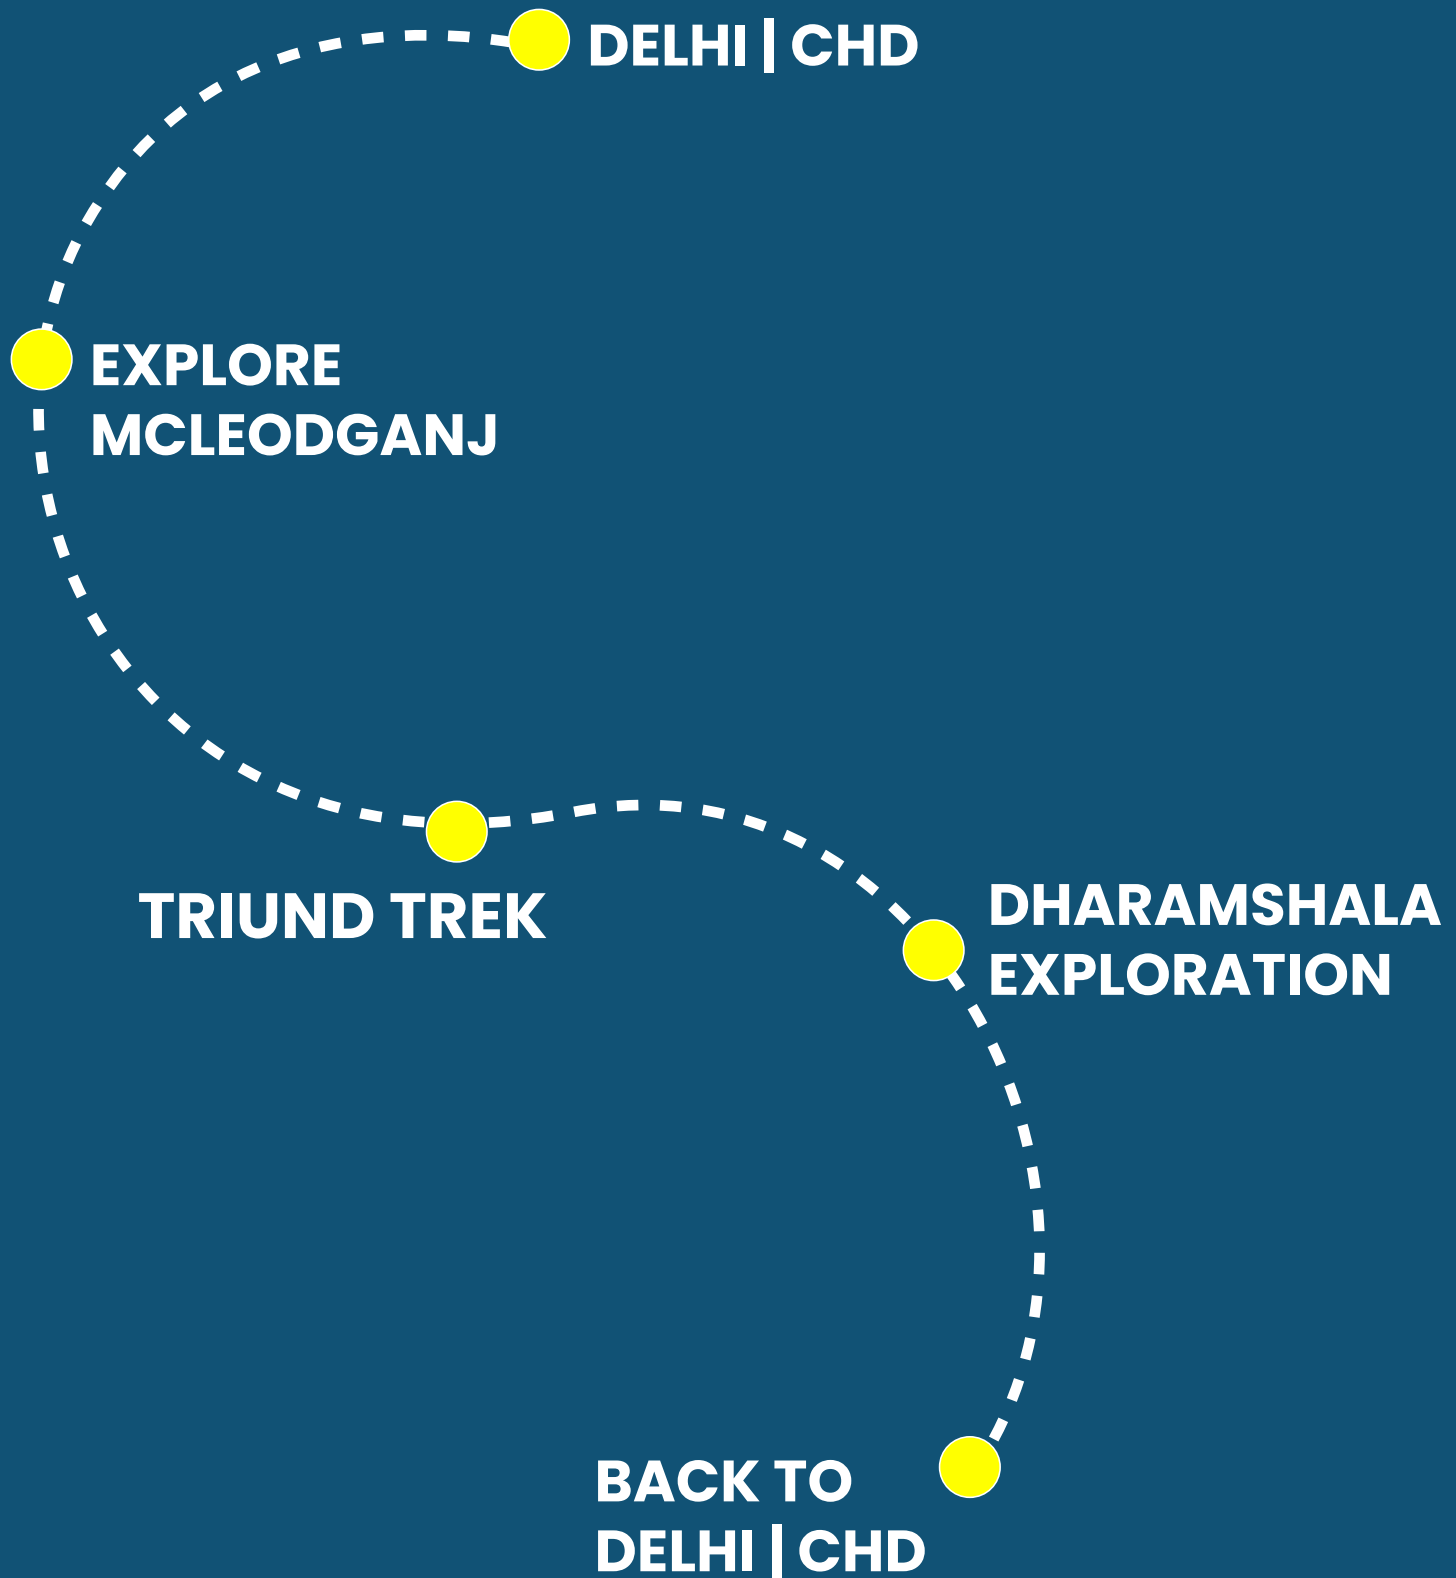 DELHI | CHD
EXPLORE
MCLEODGANJ
TRIUND TREK
DHARAMSHALA
EXPLORATION
BACK TO
DELHI | CHD